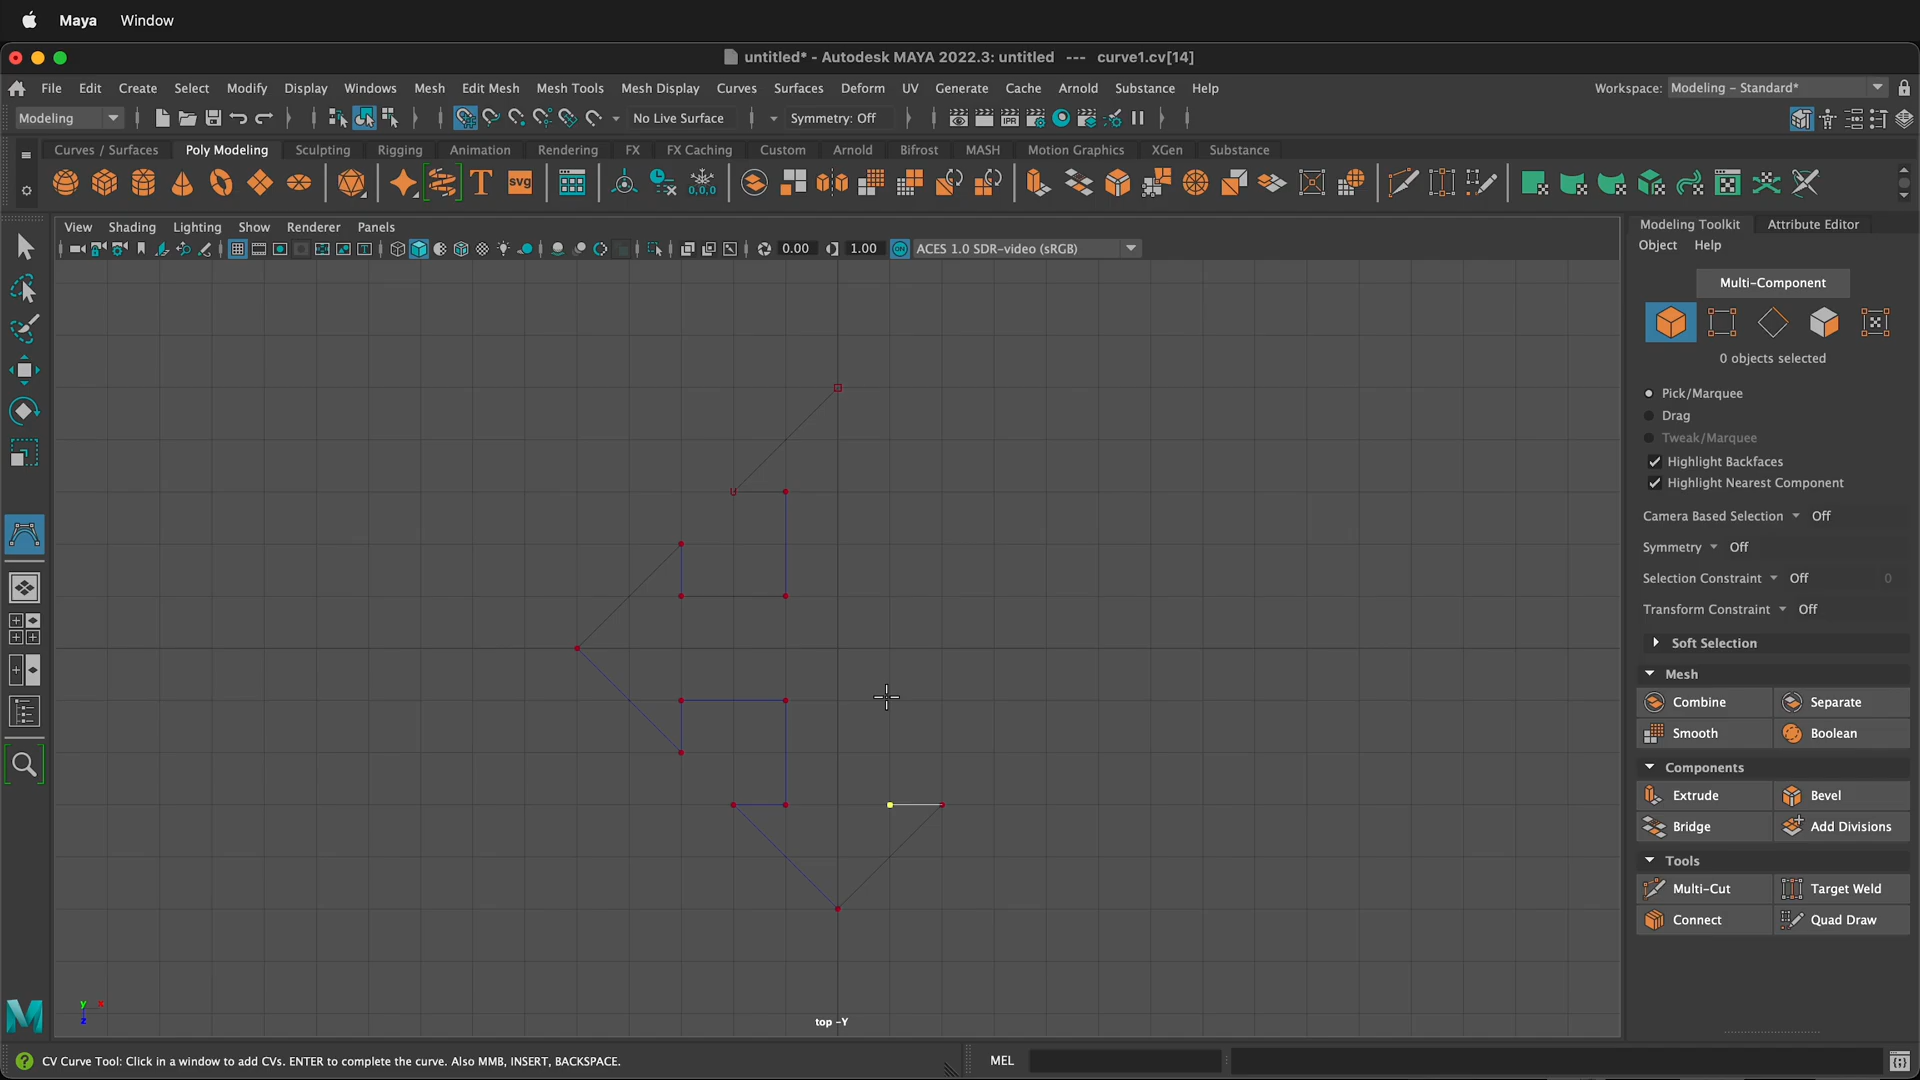 Maya Window
untitled* - Autodesk MAYA 2022.3: untitled --- curve1.cv[14]
File Edit Create Select Modify Display Windows Mesh Edit Mesh Mesh Tools Mesh Display Curves Surfaces Deform UV Generate Cache Arnold Substance Help
Workspace: Modeling - Standard*
Modeling No Live Surface Symmetry: Off
Curves / Surfaces Poly Modeling Sculpting Rigging Animation Rendering FX FX Caching Custom Arnold Bifrost MASH Motion Graphics XGen Substance
T SVG 0,0,0
View Shading Lighting Show Renderer Panels
0.00 1.00 ON ACES 1.0 SDR-video (sRGB)
Modeling Toolkit Attribute Editor
Object Help
Multi-Component
0 objects selected
Pick/Marquee
Drag
Tweak/Marquee
Highlight Backfaces
Highlight Nearest Component
Camera Based Selection Off
Symmetry Off
Selection Constraint Off 0
Transform Constraint Off
Soft Selection
Mesh
Combine Separate
Smooth Boolean
Components
Extrude Bevel
Bridge Add Divisions
Tools
Multi-Cut Target Weld
Connect Quad Draw
U
y x
z
top -Y
M
CV Curve Tool: Click in a window to add CVs. ENTER to complete the curve. Also MMB, INSERT, BACKSPACE.
MEL